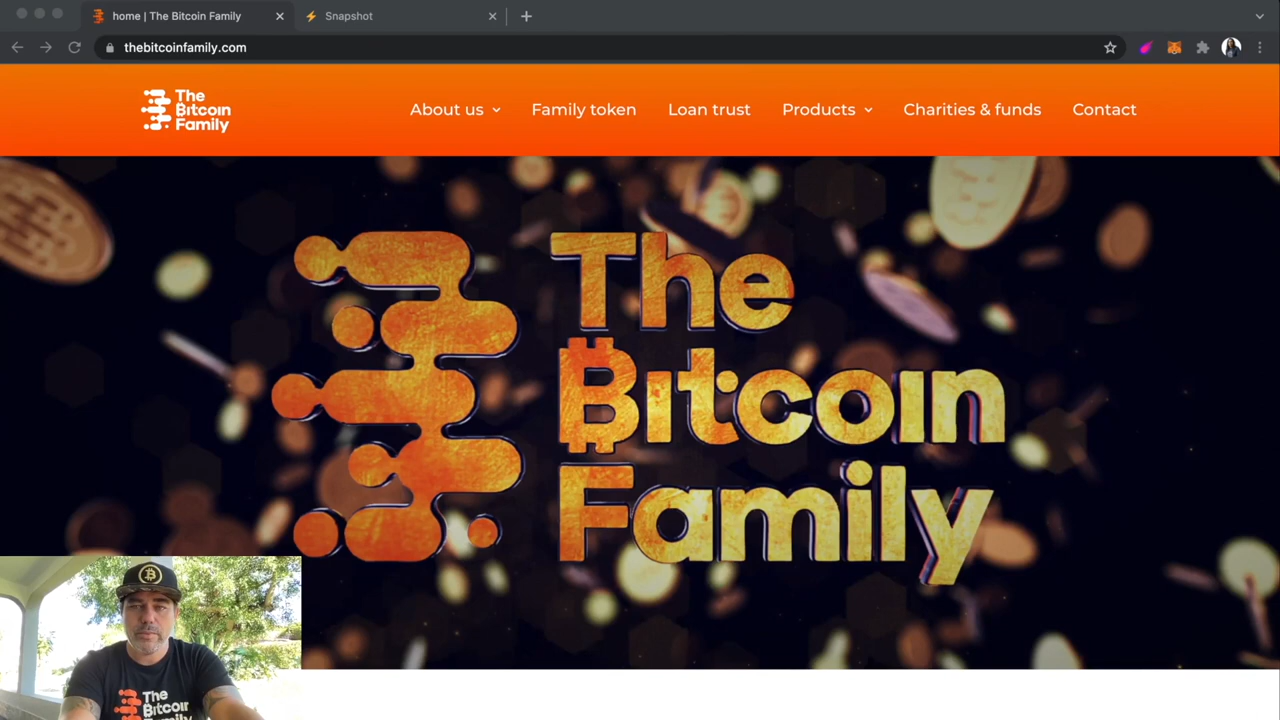 home | The Bitcoin Family
Snapshot
thebitcoinfamily.com
The
Bitcoin
Family
About us
Family token
Loan trust
Products
Charities & funds
Contact
The
Bitcoin
Family
The
Bitcoin
Family